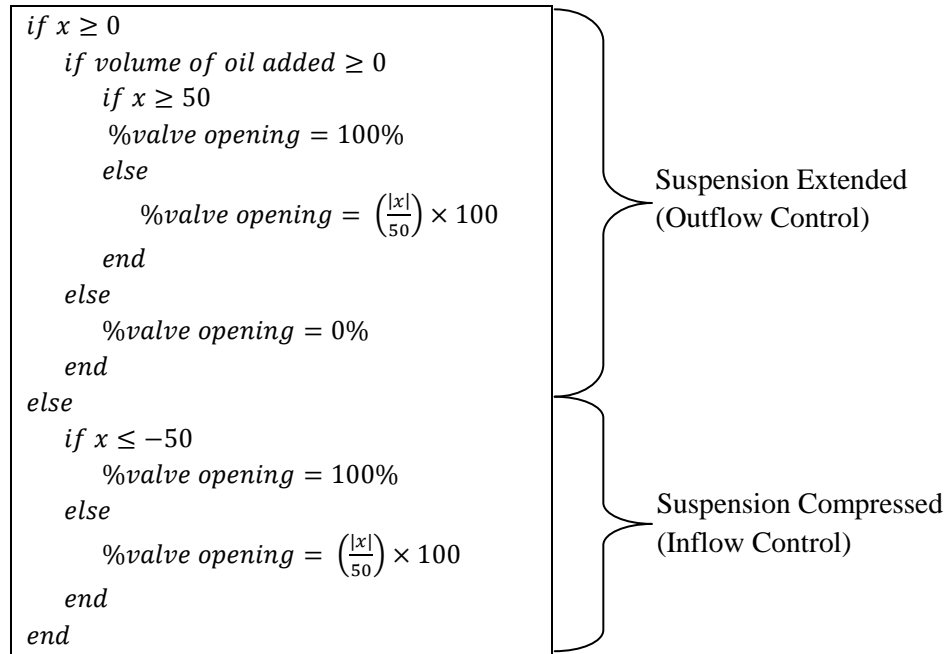 if x ≥ 0
if volume of oil added ≥ 0
if x ≥ 50
%valve opening = 100%
else
%valve opening = (|x|/50) × 100
end
else
%valve opening = 0%
end
else
if x ≤ −50
%valve opening = 100%
else
%valve opening = (|x|/50) × 100
end
end
Suspension Extended
(Outflow Control)
Suspension Compressed
(Inflow Control)